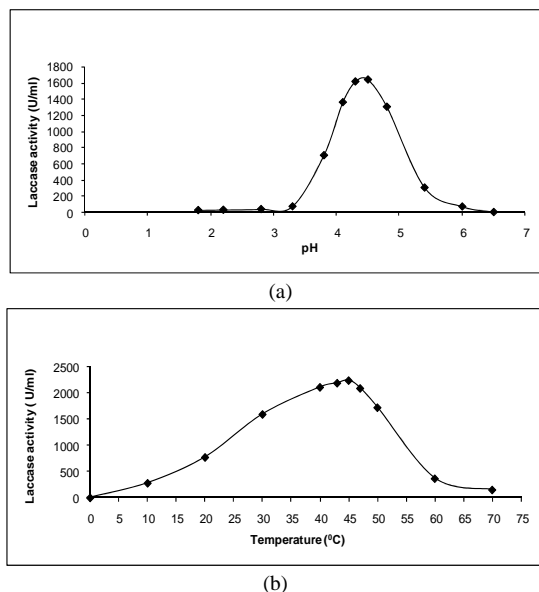 1800
1600
1400
1200
1000
800
600
400
200
0
Laccase activity (U/ml)
0 1 2 3 4 5 6 7
pH
(a)
2500
2000
1500
1000
500
0
Laccase activity ( U/ml)
0 5 10 15 20 25 30 35 40 45 50 55 60 65 70 75
Temperature (⁰C)
(b)